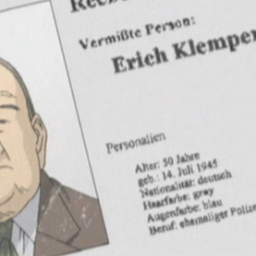 Vermißte Person:
Erich Klemper
Personalien
Alter: 50 Jahre
geb.: 14. Juli 1945
Nationalität: deutsch
Haarfarbe: grey
Augenfarbe: blau
Beruf: ehemaliger Polize